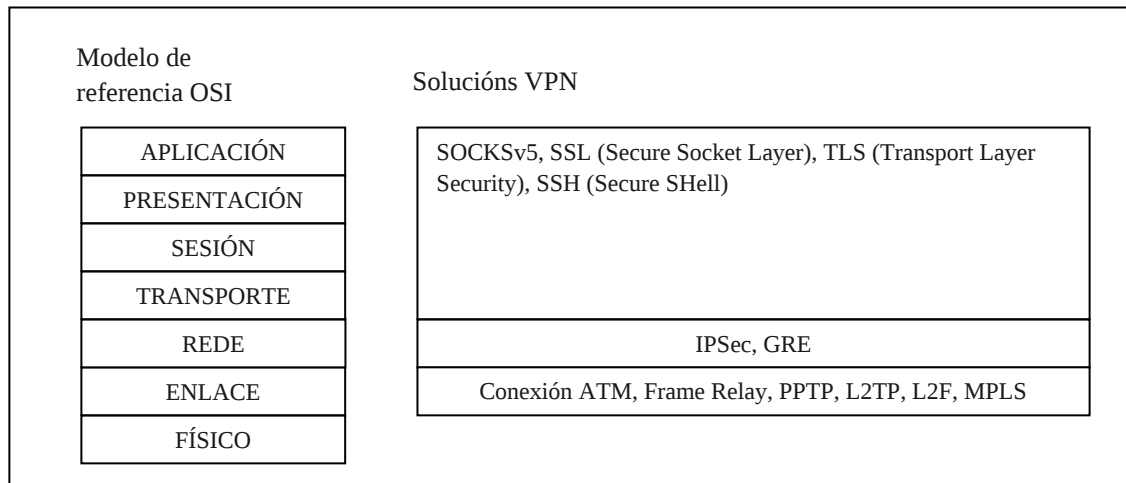 Modelo de
referencia OSI
Solucións VPN
APLICACIÓN
PRESENTACIÓN
SESIÓN
TRANSPORTE
REDE
ENLACE
FÍSICO
SOCKSv5, SSL (Secure Socket Layer), TLS (Transport Layer
Security), SSH (Secure SHell)
IPSec, GRE
Conexión ATM, Frame Relay, PPTP, L2TP, L2F, MPLS